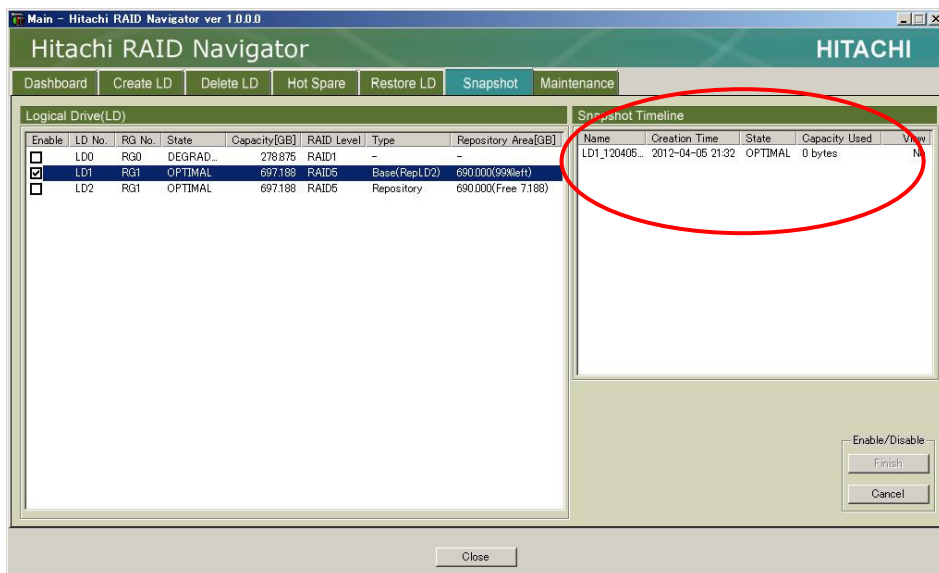 Main - Hitachi RAID Navigator ver 1.0.0.0
Hitachi RAID Navigator HITACHI
Dashboard Create LD Delete LD Hot Spare Restore LD Snapshot Maintenance
Logical Drive(LD)
Enable LD No. RG No. State Capacity[GB] RAID Level Type Repository Area[GB]
LD0 RG0 DEGRAD... 278.875 RAID1 - -
LD1 RG1 OPTIMAL 697.188 RAID5 Base(RepLD2) 690.000(99%left)
LD2 RG1 OPTIMAL 697.188 RAID5 Repository 690.000(Free 7.188)
Snapshot Timeline
Name Creation Time State Capacity Used View
LD1_120405... 2012-04-05 21:32 OPTIMAL 0 bytes
Enable/Disable
Finish
Cancel
Close